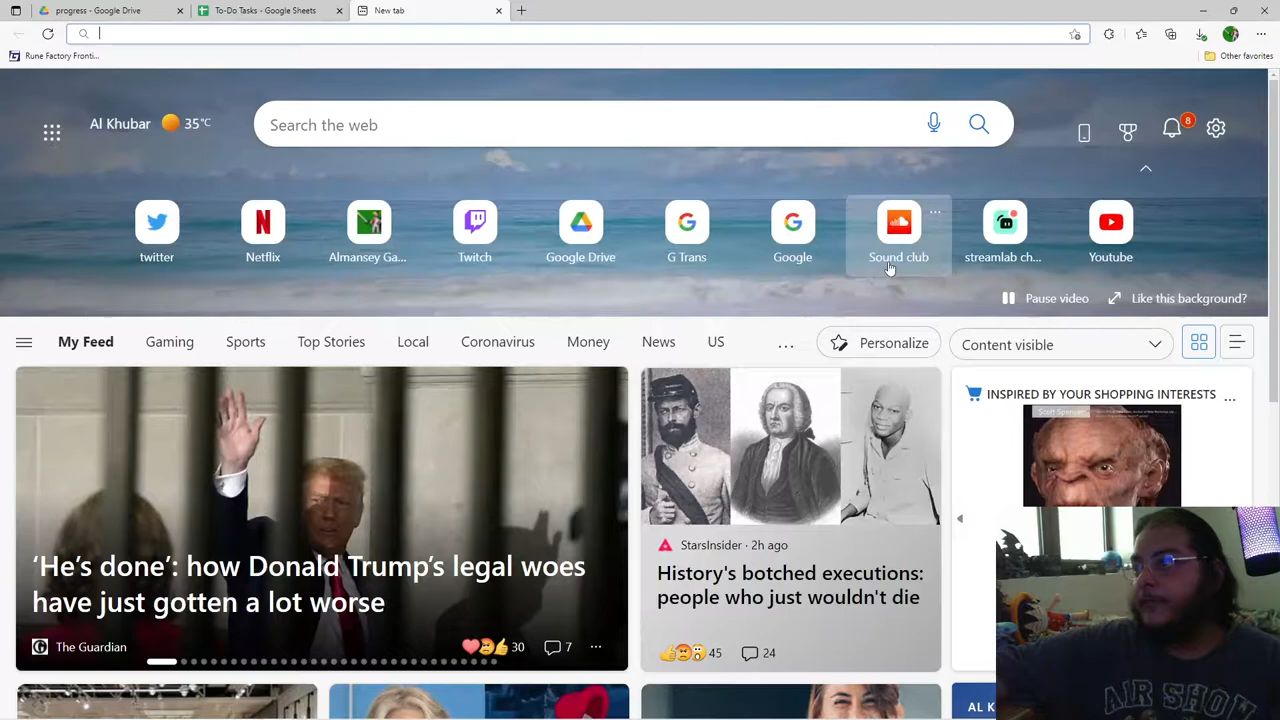 progress - Google Drive
To-Do Tasks - Google Sheets
New tab
Rune Factory Fronti...
Other favorites
Al Khubar 35°C
Search the web
8
twitter
Netflix
Almansey Ga...
Twitch
Google Drive
G Trans
Google
Sound club
streamlab ch...
Youtube
Pause video
Like this background?
My Feed
Gaming
Sports
Top Stories
Local
Coronavirus
Money
News
US
...
Personalize
Content visible
'He's done': how Donald Trump's legal woes
have just gotten a lot worse
The Guardian
30
7
StarsInsider · 2h ago
History's botched executions:
people who just wouldn't die
45
24
INSPIRED BY YOUR SHOPPING INTERESTS
Scott Spencer
AL K
AIR SHOW